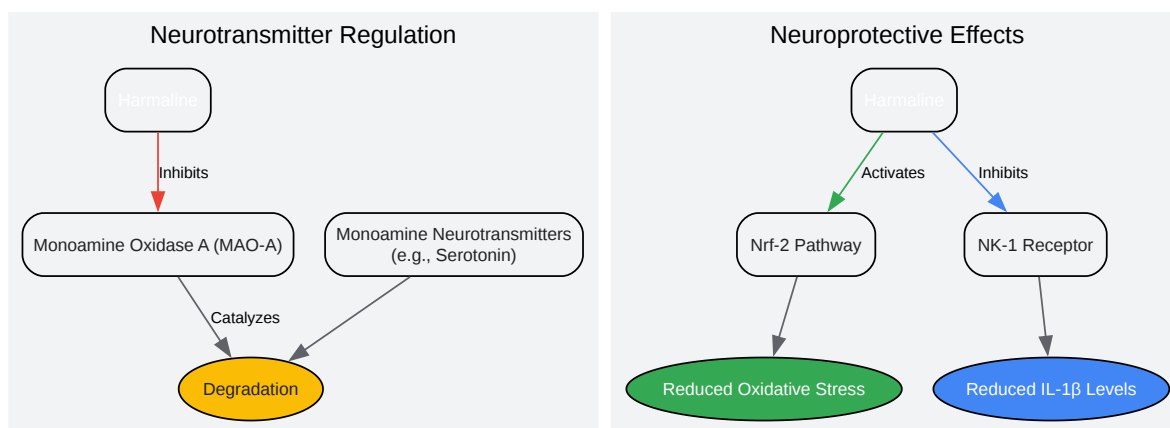 Neurotransmitter Regulation
Harmaline
Inhibits
Monoamine Oxidase A (MAO-A)
Monoamine Neurotransmitters
(e.g., Serotonin)
Catalyzes
Degradation
Neuroprotective Effects
Harmaline
Activates
Inhibits
Nrf-2 Pathway
NK-1 Receptor
Reduced Oxidative Stress
Reduced IL-1β Levels